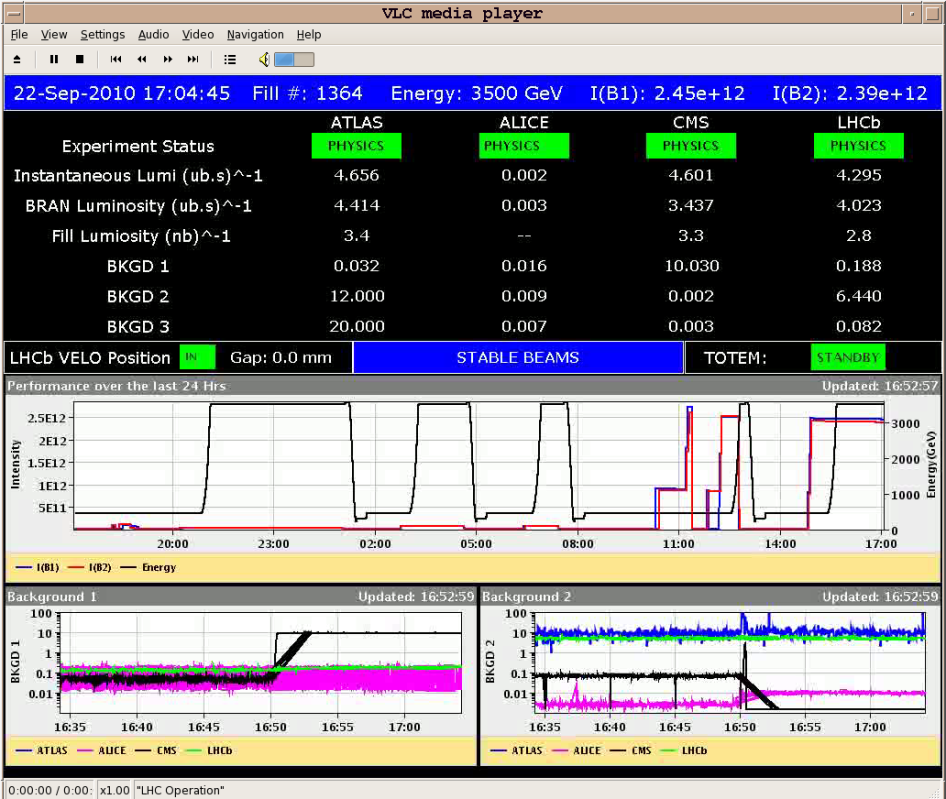 VLC media player
File View Settings Audio Video Navigation Help
22-Sep-2010 17:04:45 Fill #: 1364 Energy: 3500 GeV I(B1): 2.45e+12 I(B2): 2.39e+12
ATLAS ALICE CMS LHCb
Experiment Status PHYSICS PHYSICS PHYSICS PHYSICS
Instantaneous Lumi (ub.s)^-1 4.656 0.002 4.601 4.295
BRAN Luminosity (ub.s)^-1 4.414 0.003 3.437 4.023
Fill Lumiosity (nb)^-1 3.4 -- 3.3 2.8
BKGD 1 0.032 0.016 10.030 0.188
BKGD 2 12.000 0.009 0.002 6.440
BKGD 3 20.000 0.007 0.003 0.082
LHCb VELO Position IN Gap: 0.0 mm STABLE BEAMS TOTEM: STANDBY
Performance over the last 24 Hrs Updated: 16:52:57
Intensity
2.5E12
2E12
1.5E12
1E12
5E11
3000
2000
1000
0
Energy (GeV)
20:00 23:00 02:00 05:00 08:00 11:00 14:00 17:00
I(B1) I(B2) Energy
Background 1 Updated: 16:52:59
BKGD 1
100
10
1
0.1
0.01
16:35 16:40 16:45 16:50 16:55 17:00
ATLAS ALICE CMS LHCb
Background 2 Updated: 16:52:59
BKGD 2
100
10
1
0.1
0.01
16:35 16:40 16:45 16:50 16:55 17:00
ATLAS ALICE CMS LHCb
0:00:00 / 0:00: x1.00 "LHC Operation"